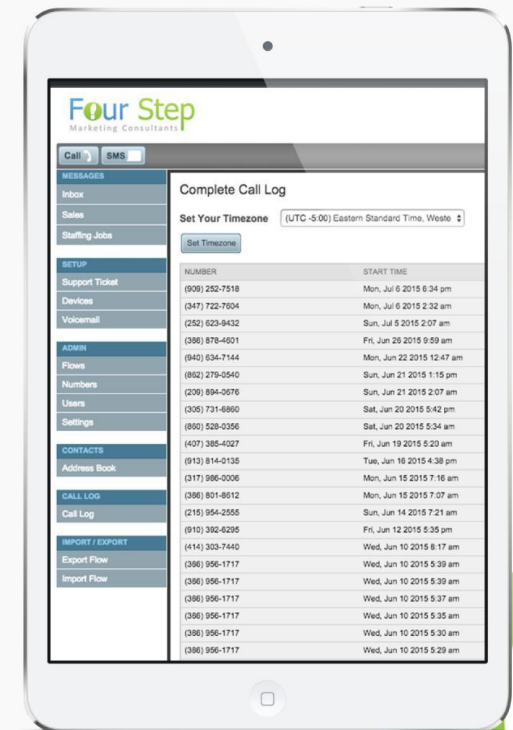 Four Step
Marketing Consultants
Call SMS
MESSAGES
Inbox
Sales
Staffing Jobs
SETUP
Support Ticket
Devices
Voicemail
ADMIN
Flows
Numbers
Users
Settings
CONTACTS
Address Book
CALL LOG
Call Log
IMPORT / EXPORT
Export Flow
Import Flow
Complete Call Log
Set Your Timezone (UTC -5:00) Eastern Standard Time, Weste
Set Timezone
NUMBER START TIME
(909) 252-7518 Mon, Jul 6 2015 6:34 pm
(347) 722-7604 Mon, Jul 6 2015 2:32 am
(252) 623-9432 Sun, Jul 5 2015 2:07 am
(386) 878-4601 Fri, Jun 26 2015 9:59 am
(940) 634-7144 Mon, Jun 22 2015 12:47 am
(862) 279-0540 Sun, Jun 21 2015 1:15 pm
(209) 894-0676 Sun, Jun 21 2015 2:07 am
(305) 731-6860 Sat, Jun 20 2015 5:42 pm
(860) 528-0356 Sat, Jun 20 2015 5:34 am
(407) 385-4027 Fri, Jun 19 2015 5:20 am
(913) 814-0135 Tue, Jun 16 2015 4:38 pm
(317) 986-0006 Mon, Jun 15 2015 7:16 am
(386) 801-8612 Mon, Jun 15 2015 7:07 am
(215) 954-2555 Sun, Jun 14 2015 7:21 am
(910) 392-6295 Fri, Jun 12 2015 5:35 pm
(414) 303-7440 Wed, Jun 10 2015 8:17 am
(386) 956-1717 Wed, Jun 10 2015 5:39 am
(386) 956-1717 Wed, Jun 10 2015 5:39 am
(386) 956-1717 Wed, Jun 10 2015 5:37 am
(386) 956-1717 Wed, Jun 10 2015 5:35 am
(386) 956-1717 Wed, Jun 10 2015 5:30 am
(386) 956-1717 Wed, Jun 10 2015 5:29 am